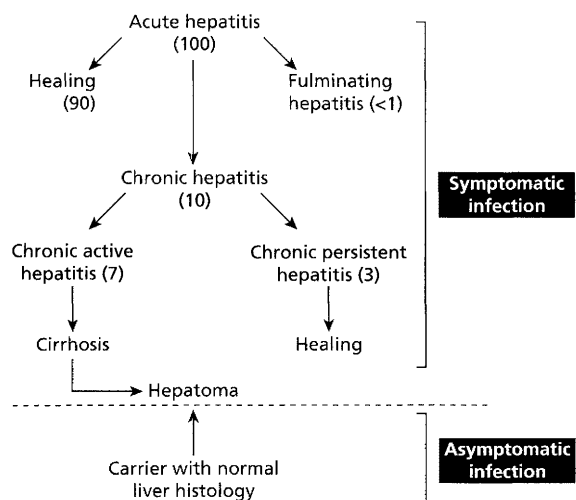 Acute hepatitis
(100)
Healing
(90)
Fulminating
hepatitis (<1)
Chronic hepatitis
(10)
Symptomatic
infection
Chronic active
hepatitis (7)
Chronic persistent
hepatitis (3)
Cirrhosis
Healing
Hepatoma
Asymptomatic
infection
Carrier with normal
liver histology